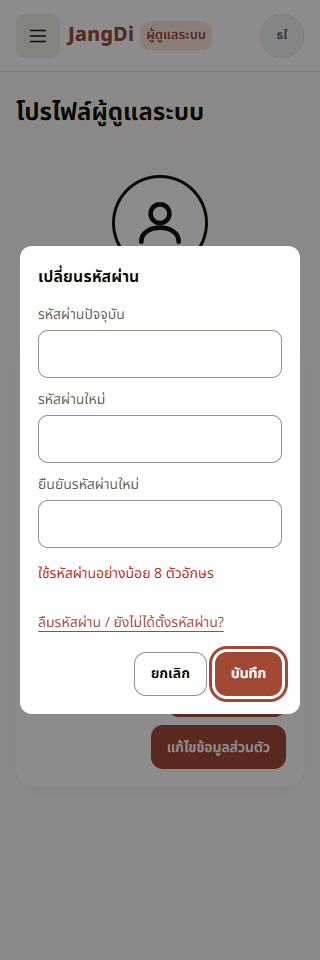 JangDi ผู้ดูแลระบบ ธใ
โปรไฟล์ผู้ดูแลระบบ
เปลี่ยนรหัสผ่าน
รหัสผ่านปัจจุบัน
รหัสผ่านใหม่
ยืนยันรหัสผ่านใหม่
ใช้รหัสผ่านอย่างน้อย 8 ตัวอักษร
ลืมรหัสผ่าน / ยังไม่ได้ตั้งรหัสผ่าน?
ยกเลิก บันทึก
แก้ไขข้อมูลส่วนตัว